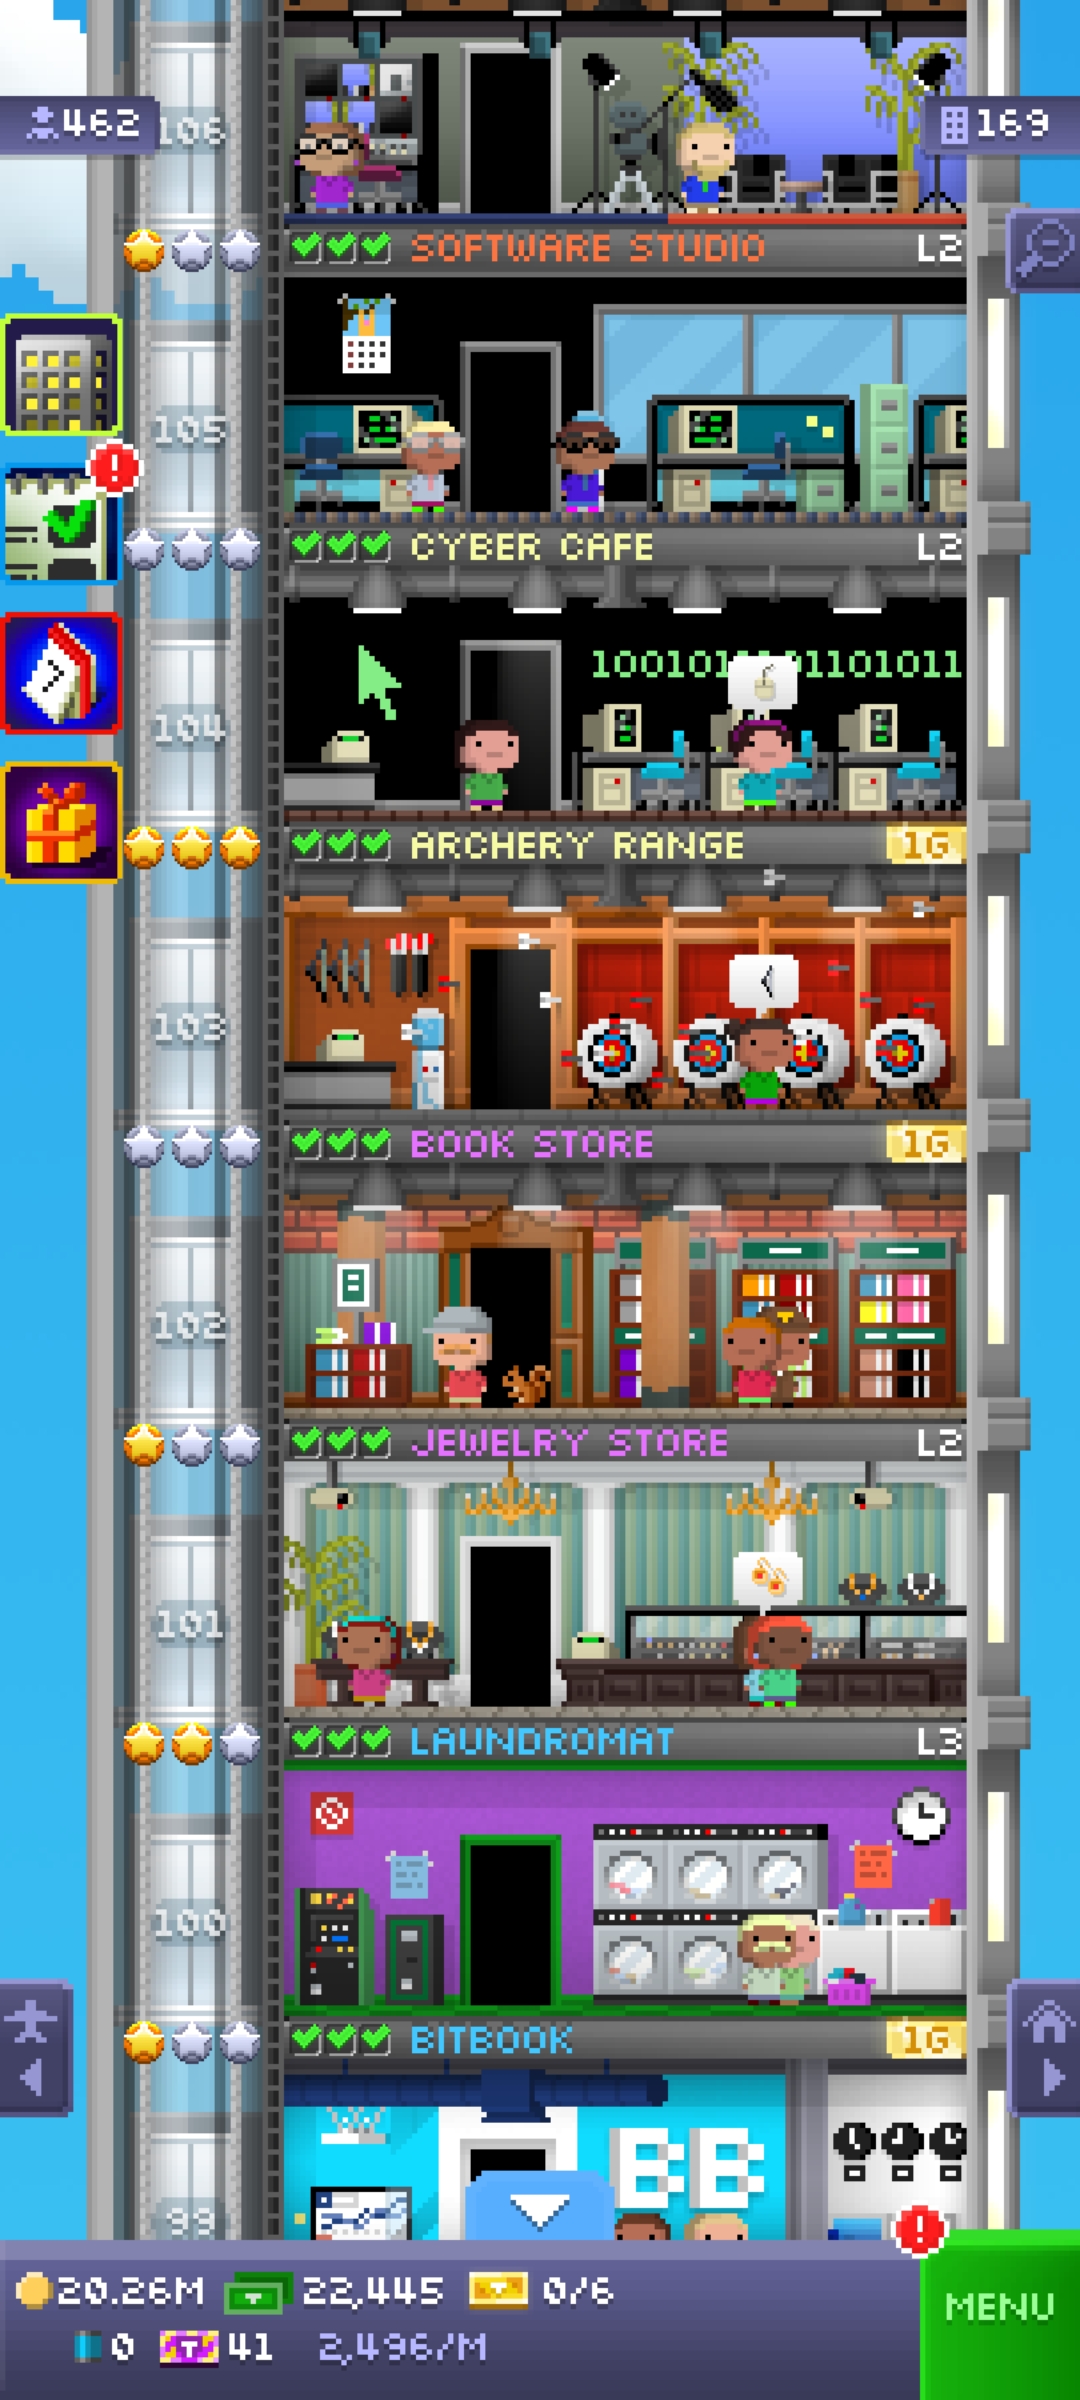 462
106
169
SOFTWARE STUDIO L2
105
CYBER CAFE L2
104
ARCHERY RANGE 1G
103
BOOK STORE 1G
8
102
JEWELRY STORE L2
101
LAUNDROMAT L3
100
BITBOOK 1G
BB
99
20.26M 22,445 0/6
0 41 2,496/M
MENU